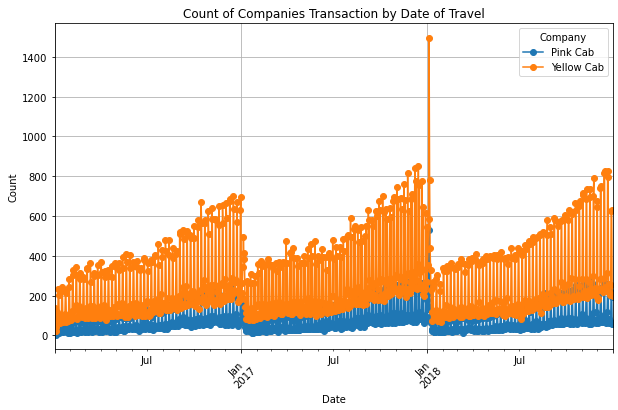 Count of Companies Transaction by Date of Travel
Company
Pink Cab
Yellow Cab
Count
1400
1200
1000
800
600
400
200
0
Jul
Jan
2017
Jul
Jan
2018
Jul
Date